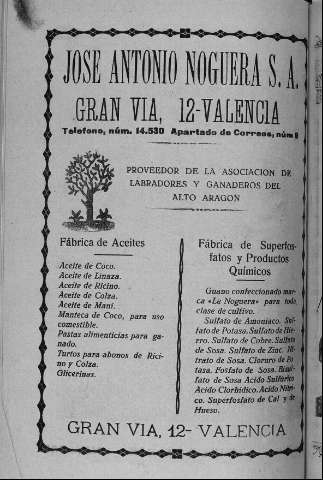 JOSE ANTONIO NOGUERA S. A.
GRAN VIA, 12-VALENCIA
Telefono, núm. 14.530 Apartado de Correos, núm
PROVEEDOR DE LA ASOCIACION DE
LABRADORES Y GANADEROS DEL
ALTO ARAGON
Fábrica de Aceites
Aceite de Coco.
Aceite de Linaza.
Aceite de Ricino.
Aceite de Colza.
Aceite de Maní.
Manteca de Coco, para uso
comestible.
Pastas alimenticias para ga-
nado.
Turtos para abonos de Rici-
no y Colza.
Glicerinas.
Fábrica de Superfos-
fatos y Productos
Químicos
Guano confeccionado mar-
ca «La Noguera» para todo
clase de cultivo.
Sulfato de Amoniaco. Sul-
fato de Potasa. Sulfato de Hie-
rro. Sulfato de Cobre. Sulfato
de Sosa. Sulfato de Zinc. Ni-
trato de Sosa. Cloruro de Po-
tasa. Fosfato de Sosa. Bisul-
fato de Sosa Acido Sulfúrico
Acido Clorhídico. Acido Nítri-
co. Superfosfato de Cal y de
Hueso.
GRAN VIA, 12- VALENCIA